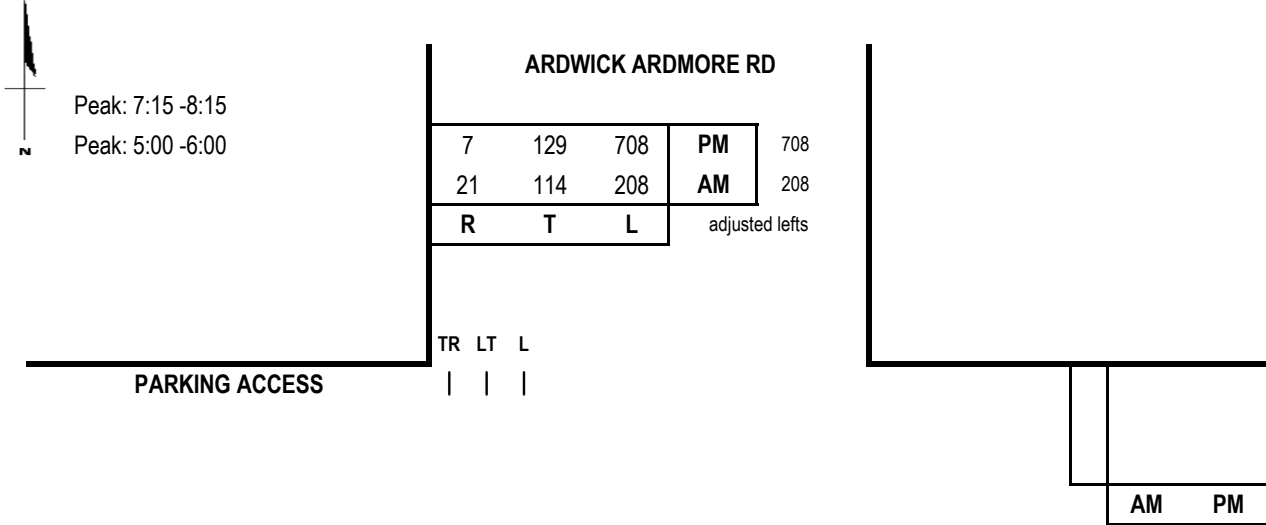 ARDWICK ARDMORE RD
Peak: 7:15 -8:15
N
Peak: 5:00 -6:00
7 129 708 PM 708
21 114 208 AM 208
R T L adjusted lefts
TR LT L
PARKING ACCESS
AM PM